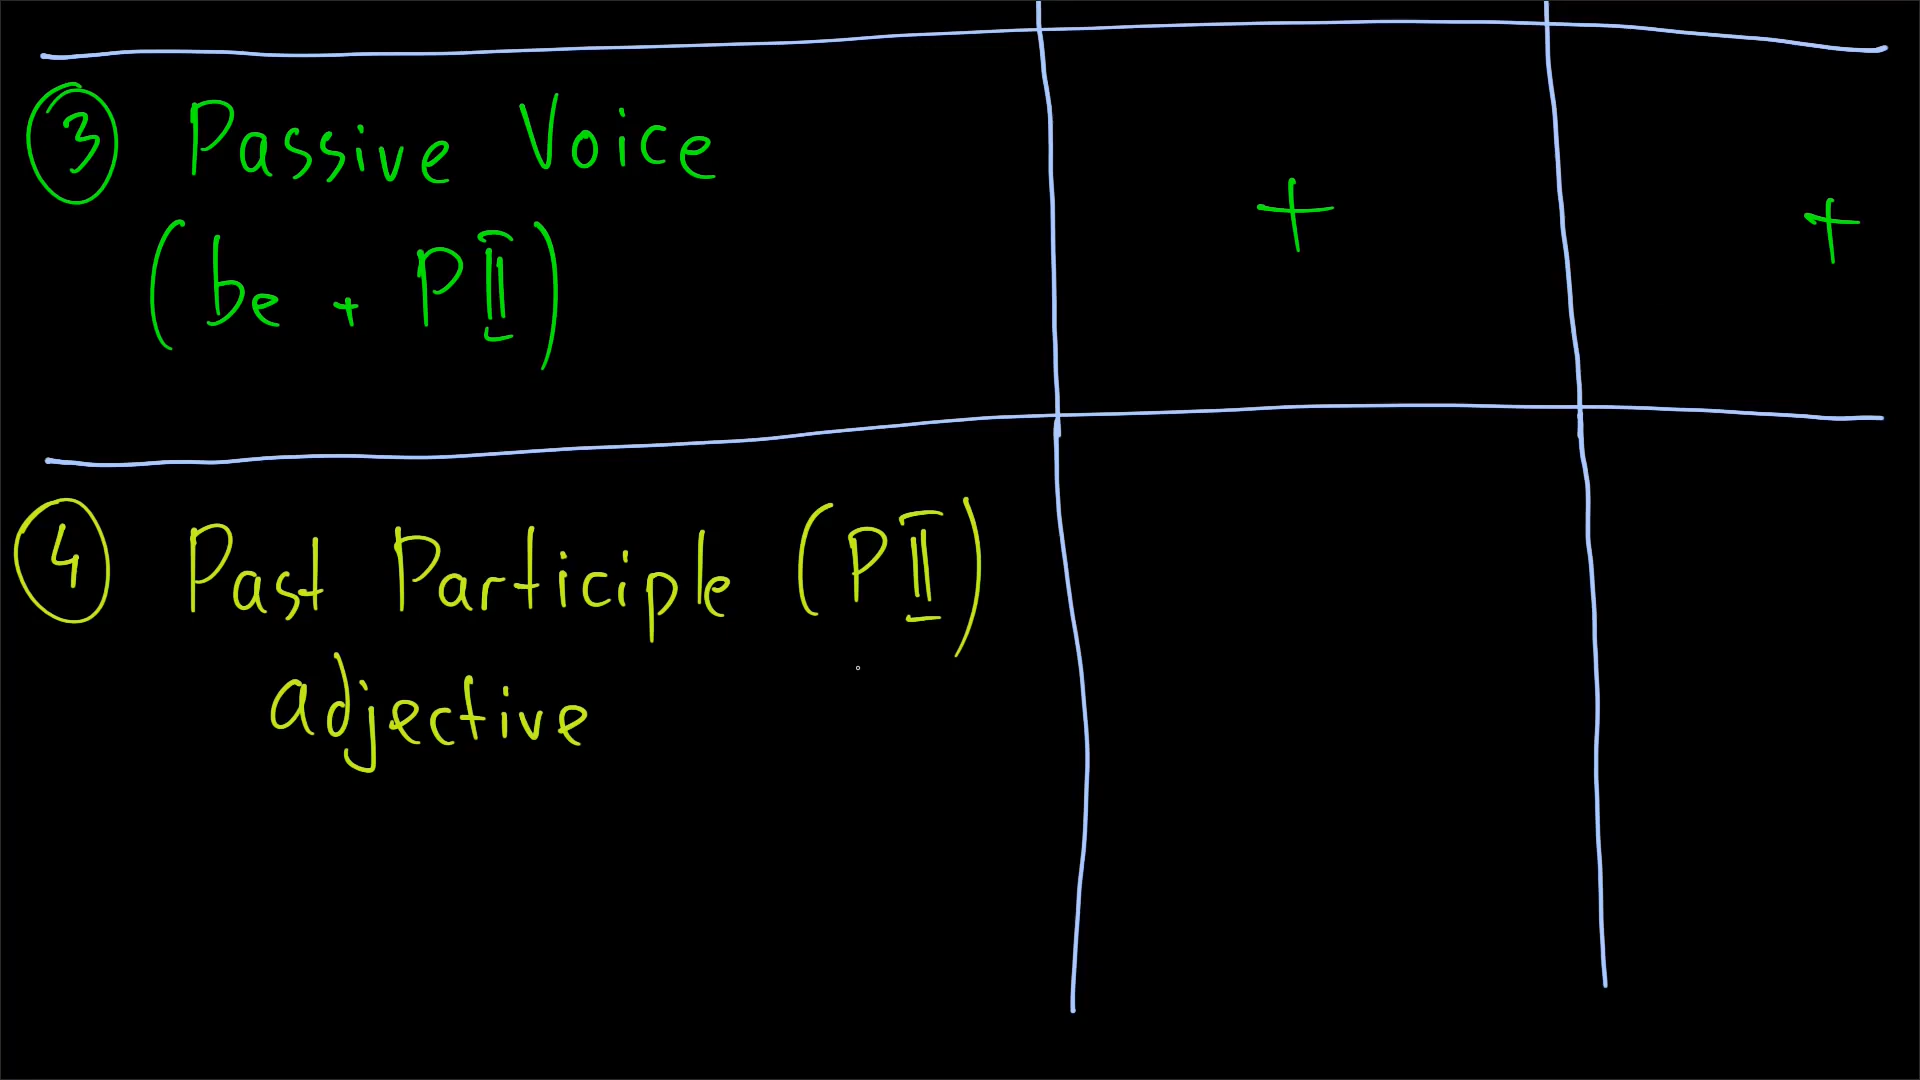 3 Passive Voice
(be + PII)
+ +
4 Past Participle (PII)
adjective